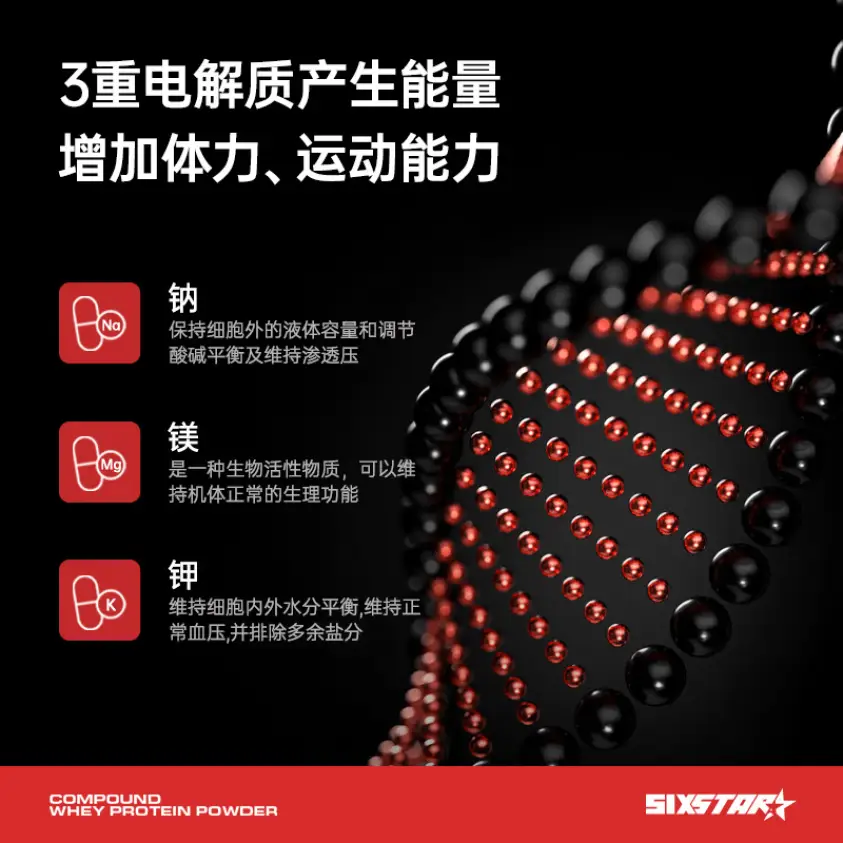 3重电解质产生能量
增加体力、运动能力
Na
钠
保持细胞外的液体容量和调节
酸碱平衡及维持渗透压
Mg
镁
是一种生物活性物质，可以维
持机体正常的生理功能
K
钾
维持细胞内外水分平衡,维持正
常血压,并排除多余盐分
COMPOUND
WHEY PROTEIN POWDER
SIXSTAR